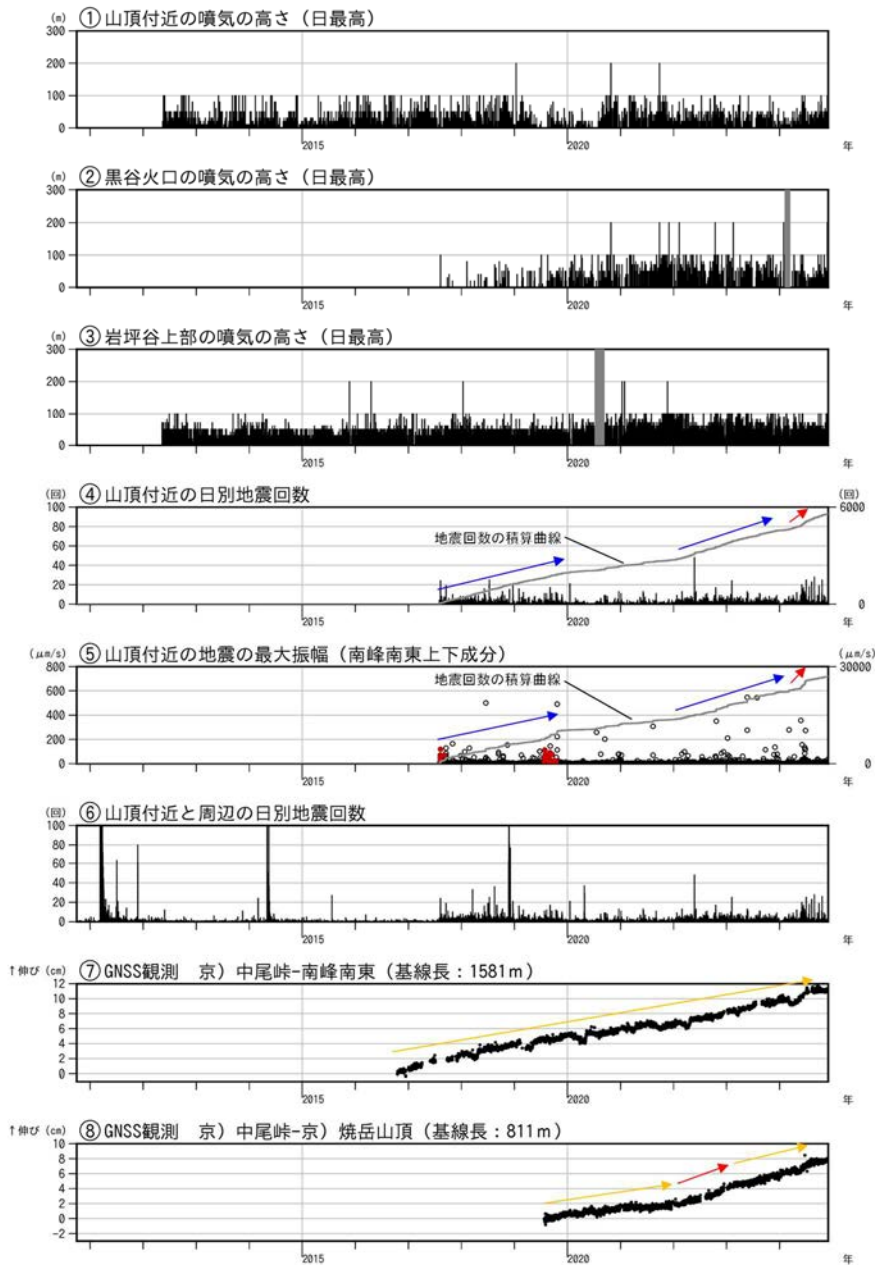 (m) ①山頂付近の噴気の高さ（日最高）
300
200
100
0
2015 2020 年
②黒谷火口の噴気の高さ（日最高）
300
200
100
0
2015 2020 年
(m) ③岩坪谷上部の噴気の高さ（日最高）
300
200
100
0
2015 2020 年
(回) ④山頂付近の日別地震回数 (回)
100 6000
80
地震回数の積算曲線
60
40
20
0 0
2015 2020 年
(μm/s) ⑤山頂付近の地震の最大振幅（南峰南東上下成分） (μm/s)
800 30000
地震回数の積算曲線
600
400
200
0 0
2015 2020 年
(回) ⑥山頂付近と周辺の日別地震回数
100
80
60
40
20
0
2015 2020 年
↑伸び (cm) ⑦GNSS観測 京）中尾峠-南峰南東（基線長：1581m）
12
10
8
6
4
2
0
2015 2020 年
↑伸び (cm) ⑧GNSS観測 京）中尾峠-京）焼岳山頂（基線長：811m）
10
8
6
4
2
0
-2
2015 2020 年